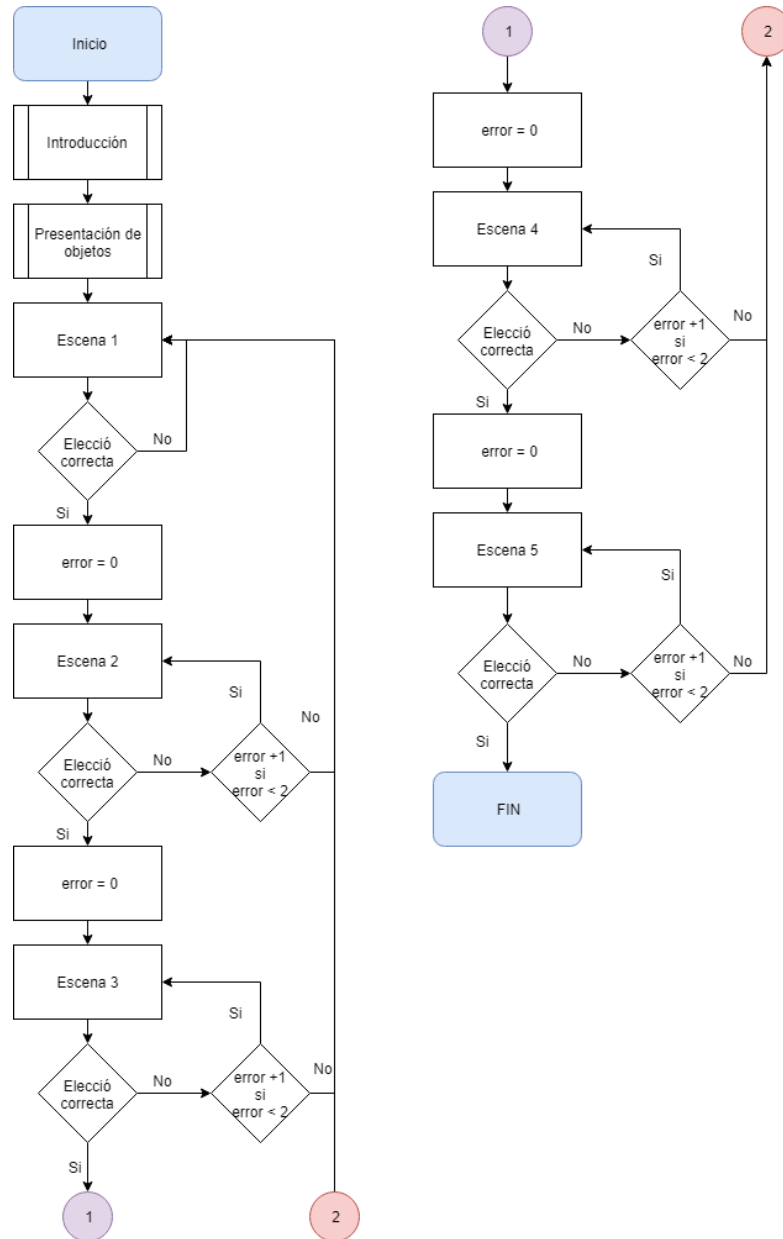 Inicio
Introducción
Presentación de
objetos
Escena 1
Elecció
correcta
No
Si
error = 0
Escena 2
Si
No
Elecció
correcta
No
error +1
si
error < 2
Si
error = 0
Escena 3
Si
Elecció
correcta
No
error +1
si
error < 2
No
Si
1
2
1
2
error = 0
Escena 4
Si
Elecció
correcta
No
error +1
si
error < 2
No
Si
error = 0
Escena 5
Si
Elecció
correcta
No
error +1
si
error < 2
No
Si
FIN